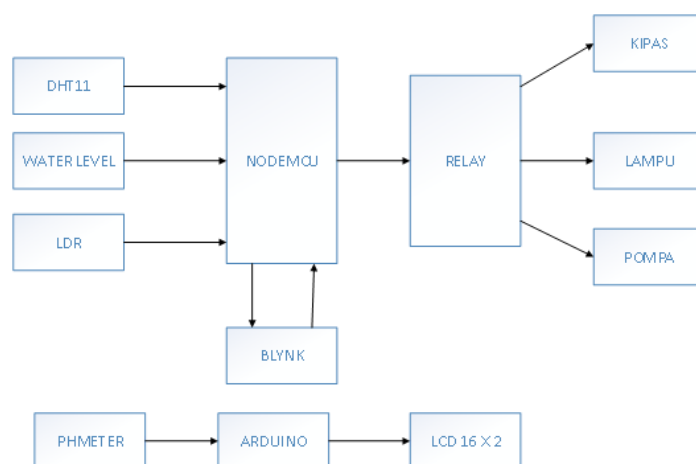 KIPAS
DHT11
WATER LEVEL
NODEMCU
RELAY
LAMPU
LDR
POMPA
BLYNK
PHMETER
ARDUINO
LCD 16 X 2